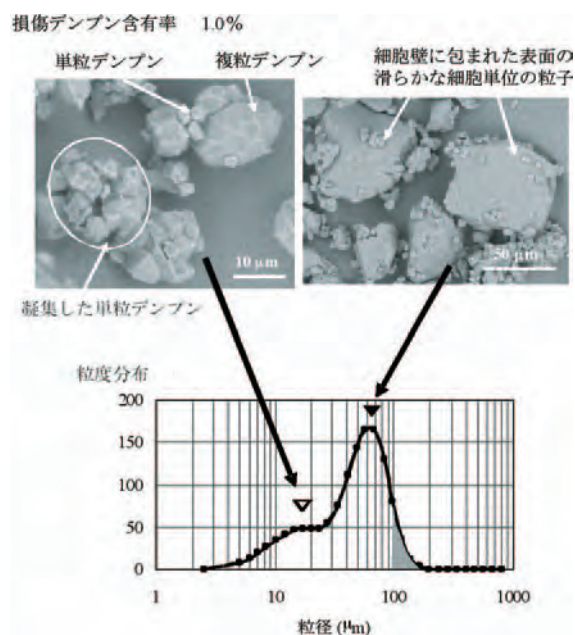 損傷デンプン含有率 1.0%
単粒デンプン
複粒デンプン
細胞壁に包まれた表面の
滑らかな細胞単位の粒子
10 μm
50 μm
凝集した単粒デンプン
粒度分布
200
150
100
50
0
1
10
100
1000
粒径 (μm)